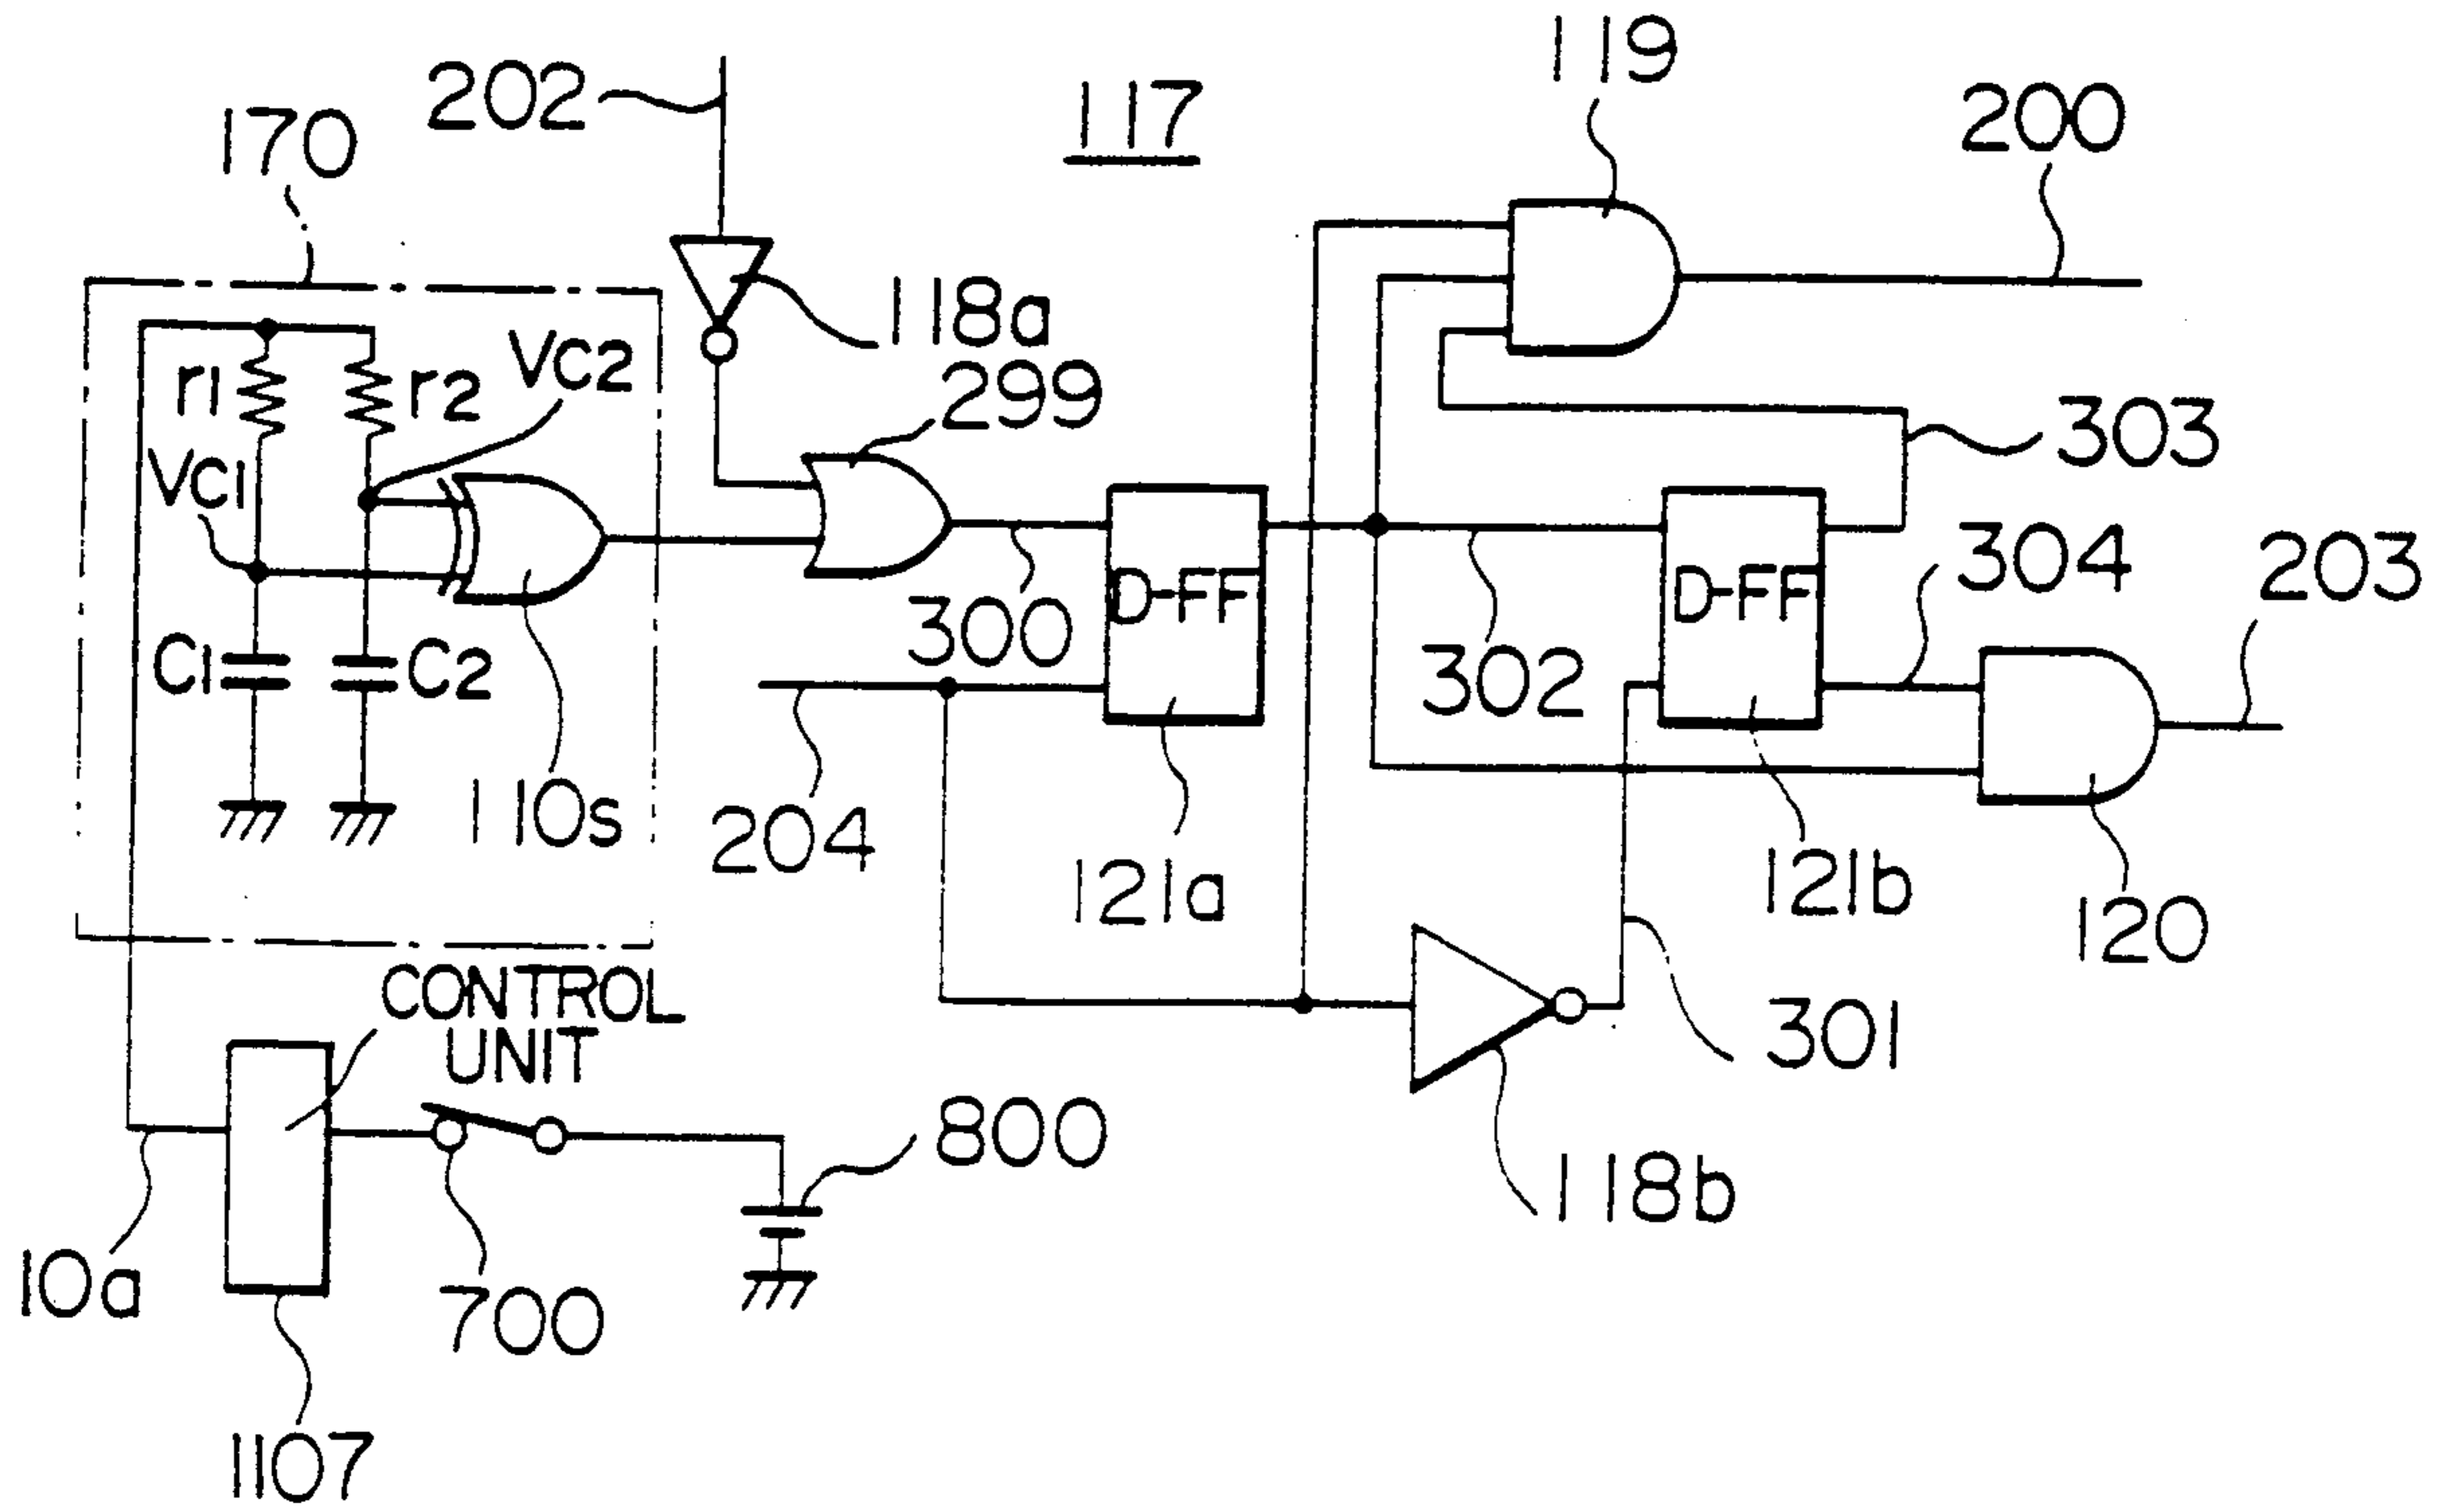 119
202
117
200
170
118a
VC2
r1
r2
299
303
VC1
304
203
D-FF
D-FF
300
C1
C2
302
110s
204
121a
121b
120
CONTROL
UNIT
301
800
118b
10a
700
1107